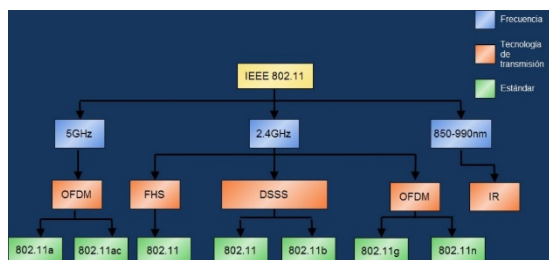 Frecuencia
Tecnología
de
transmisión
Estándar
IEEE 802.11
5GHz
2.4GHz
850-990nm
OFDM
FHS
DSSS
OFDM
IR
802.11a
802.11ac
802.11
802.11
802.11b
802.11g
802.11n